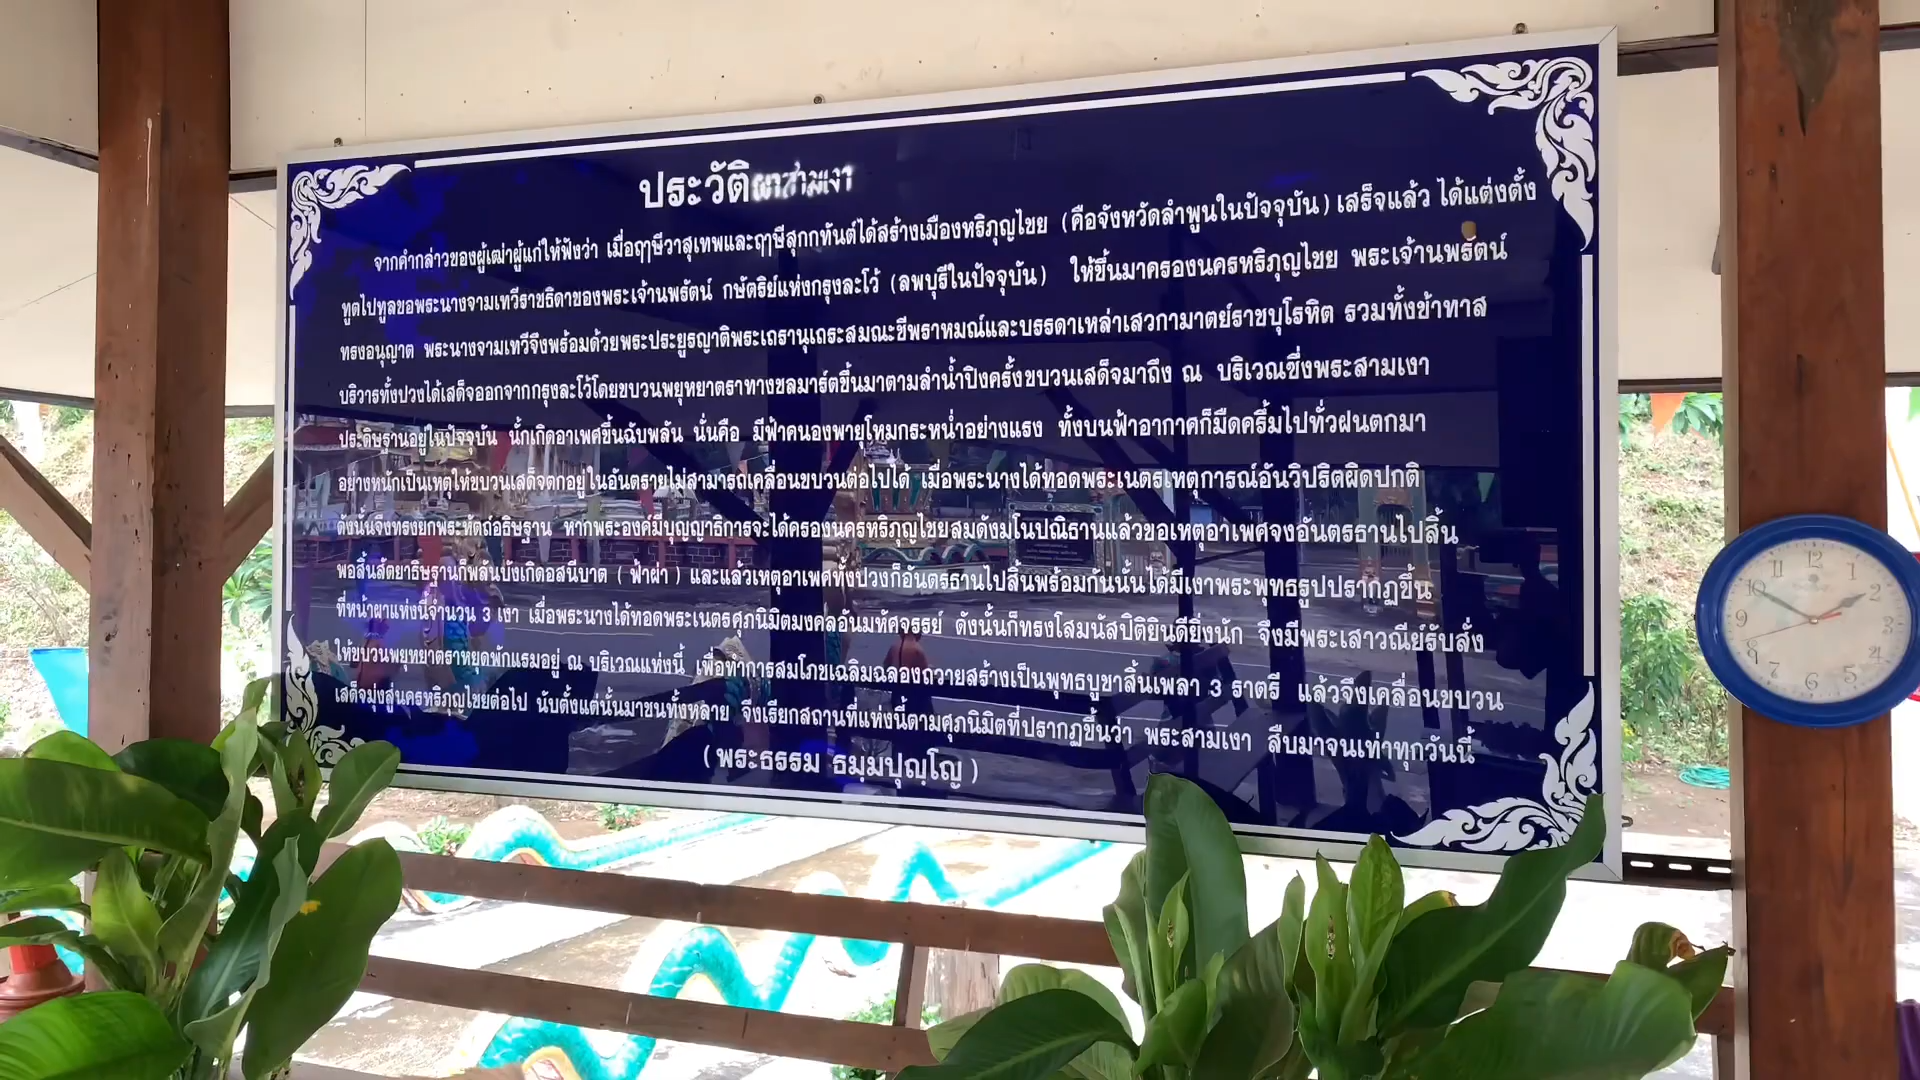 ประวัติผาสามเงา
จากคำกล่าวของผู้เฒ่าผู้แก่ให้ฟังว่า เมื่อฤๅษีวาสุเทพและฤๅษีสุกกทันต์ได้สร้างเมืองหริภุญไชย (คือจังหวัดลำพูนในปัจจุบัน) เสร็จแล้ว ได้แต่งตั้ง
ทูตไปทูลขอพระนางจามเทวีราชธิดาของพระเจ้านพรัตน์ กษัตริย์แห่งกรุงละโว้ (ลพบุรีในปัจจุบัน) ให้ขึ้นมาครองนครหริภุญไชย พระเจ้านพรัตน์
ทรงอนุญาต พระนางจามเทวีจึงพร้อมด้วยพระประยูรญาติพระเถรานุเถระสมณะชีพราหมณ์และบรรดาเหล่าเสวกามาตย์ราชบุโรหิต รวมทั้งข้าทาส
บริวารทั้งปวงได้เสด็จออกจากกรุงละโว้โดยขบวนพยุหยาตราทางชลมาร์ตขึ้นมาตามลำน้ำปิงครั้งขบวนเสด็จมาถึง ณ บริเวณซึ่งพระสามเงา
ประดิษฐานอยู่ในปัจจุบัน นั้กเกิดอาเพศขึ้นฉับพลัน นั่นคือ มีฟ้าคนองพายุโหมกระหน่ำอย่างแรง ทั้งบนฟ้าอากาศก็มืดครึ้มไปทั่วฝนตกมา
อย่างหนักเป็นเหตุให้ขบวนเสด็จตกอยู่ในอันตรายไม่สามารถเคลื่อนขบวนต่อไปได้ เมื่อพระนางได้ทอดพระเนตรเหตุการณ์อันวิปริตผิดปกติ
ดังนั้นจึงทรงยกพระหัตถ์อธิษฐาน หากพระองค์มีบุญญาธิการจะได้ครองนครหริภุญไชยสมดังมโนปณิธานแล้วขอเหตุอาเพศจงอันตรธานไปสิ้น
พอสิ้นสัตยาธิษฐานก็พลันบังเกิดอสนีบาต ( ฟ้าผ่า ) และแล้วเหตุอาเพศทั้งปวงก็อันตรธานไปสิ้นพร้อมกันนั้นได้มีเงาพระพุทธรูปปรากฏขึ้น
ที่หน้าผาแห่งนี้จำนวน 3 เงา เมื่อพระนางได้ทอดพระเนตรศุภนิมิตมงคลอันมหัศจรรย์ ดังนั้นก็ทรงโสมนัสปิติยินดียิ่งนัก จึงมีพระเสาวณีย์รับสั่ง
ให้ขบวนพยุหยาตราหยุดพักแรมอยู่ ณ บริเวณแห่งนี้ เพื่อทำการสมโภชเฉลิมฉลองถวายสร้างเป็นพุทธบูชาสิ้นเพลา 3 ราตรี แล้วจึงเคลื่อนขบวน
เสด็จมุ่งสู่นครหริภุญไชยต่อไป นับตั้งแต่นั้นมาชนทั้งหลาย จึงเรียกสถานที่แห่งนี้ตามศุภนิมิตที่ปรากฏขึ้นว่า พระสามเงา สืบมาจนเท่าทุกวันนี้
(พระธรรม ธมฺมปุญฺโญ)